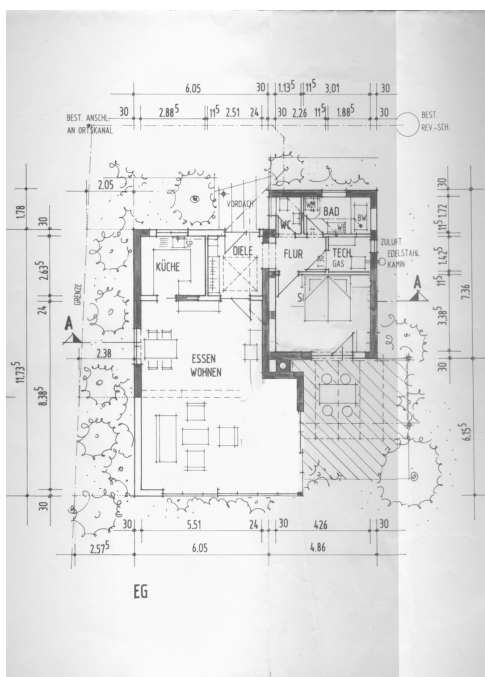 6.05 30 1.13⁵ 11⁵ 3,01 30
BEST. ANSCHL.
AN ORTSKANAL
30 2.88⁵ 11⁵ 2.51 24 30 2.26 11⁵ 1,88⁵ 30
BEST.
REV.-SCH.
2.05
VORDACH
WM
BAD
WC
BW
KÜCHE
DIELE
FLUR
TECH.
GAS
ZULUFT
EDELSTAHL
KAMIN
SL
GRENZE
A
A
2.38
ESSEN
WOHNEN
1.78
11.73⁵
30
2.63⁵
24
8.38⁵
30
30
1.72
11⁵
1.42⁵
11⁵
3.38⁵
30
7.36
6.15⁵
30 5.51 24 30 4.26 30
2.57⁵ 6.05 4.86
EG